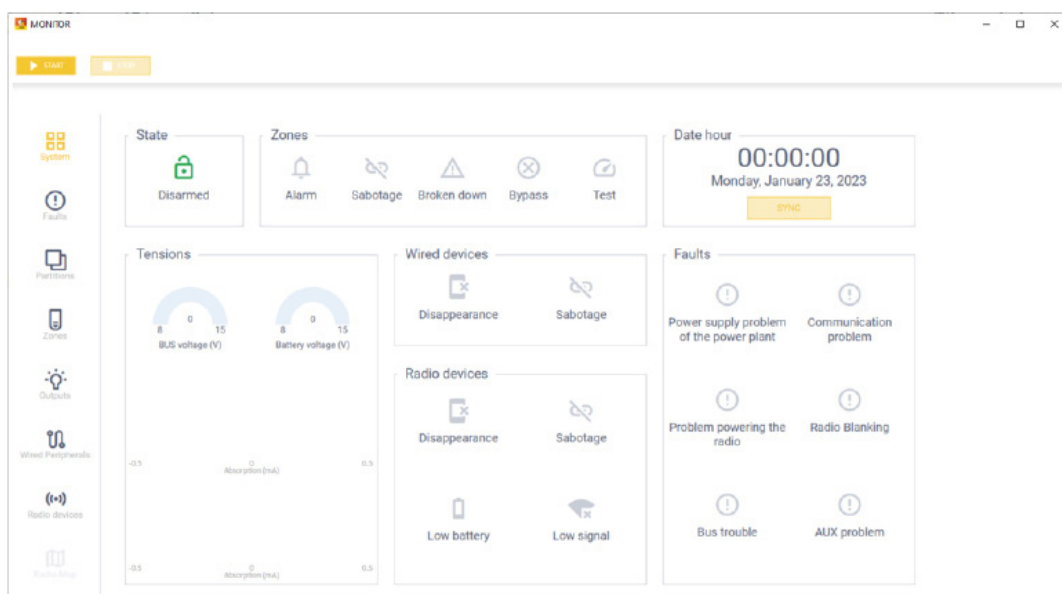 MONITOR
START
STOP
System
Faults
Partitions
Zones
Outputs
Wired Peripherals
Radio devices
Radio Map
State
Disarmed
Zones
Alarm
Sabotage
Broken down
Bypass
Test
Date hour
00:00:00
Monday, January 23, 2023
SYNC
Tensions
0
8 15
BUS voltage (V)
0
8 15
Battery voltage (V)
-0.5 0 0.5
Absorption (mA)
-0.5 0 0.5
Absorption (mA)
Wired devices
Disappearance
Sabotage
Radio devices
Disappearance
Sabotage
Low battery
Low signal
Faults
Power supply problem
of the power plant
Communication
problem
Problem powering the
radio
Radio Blanking
Bus trouble
AUX problem